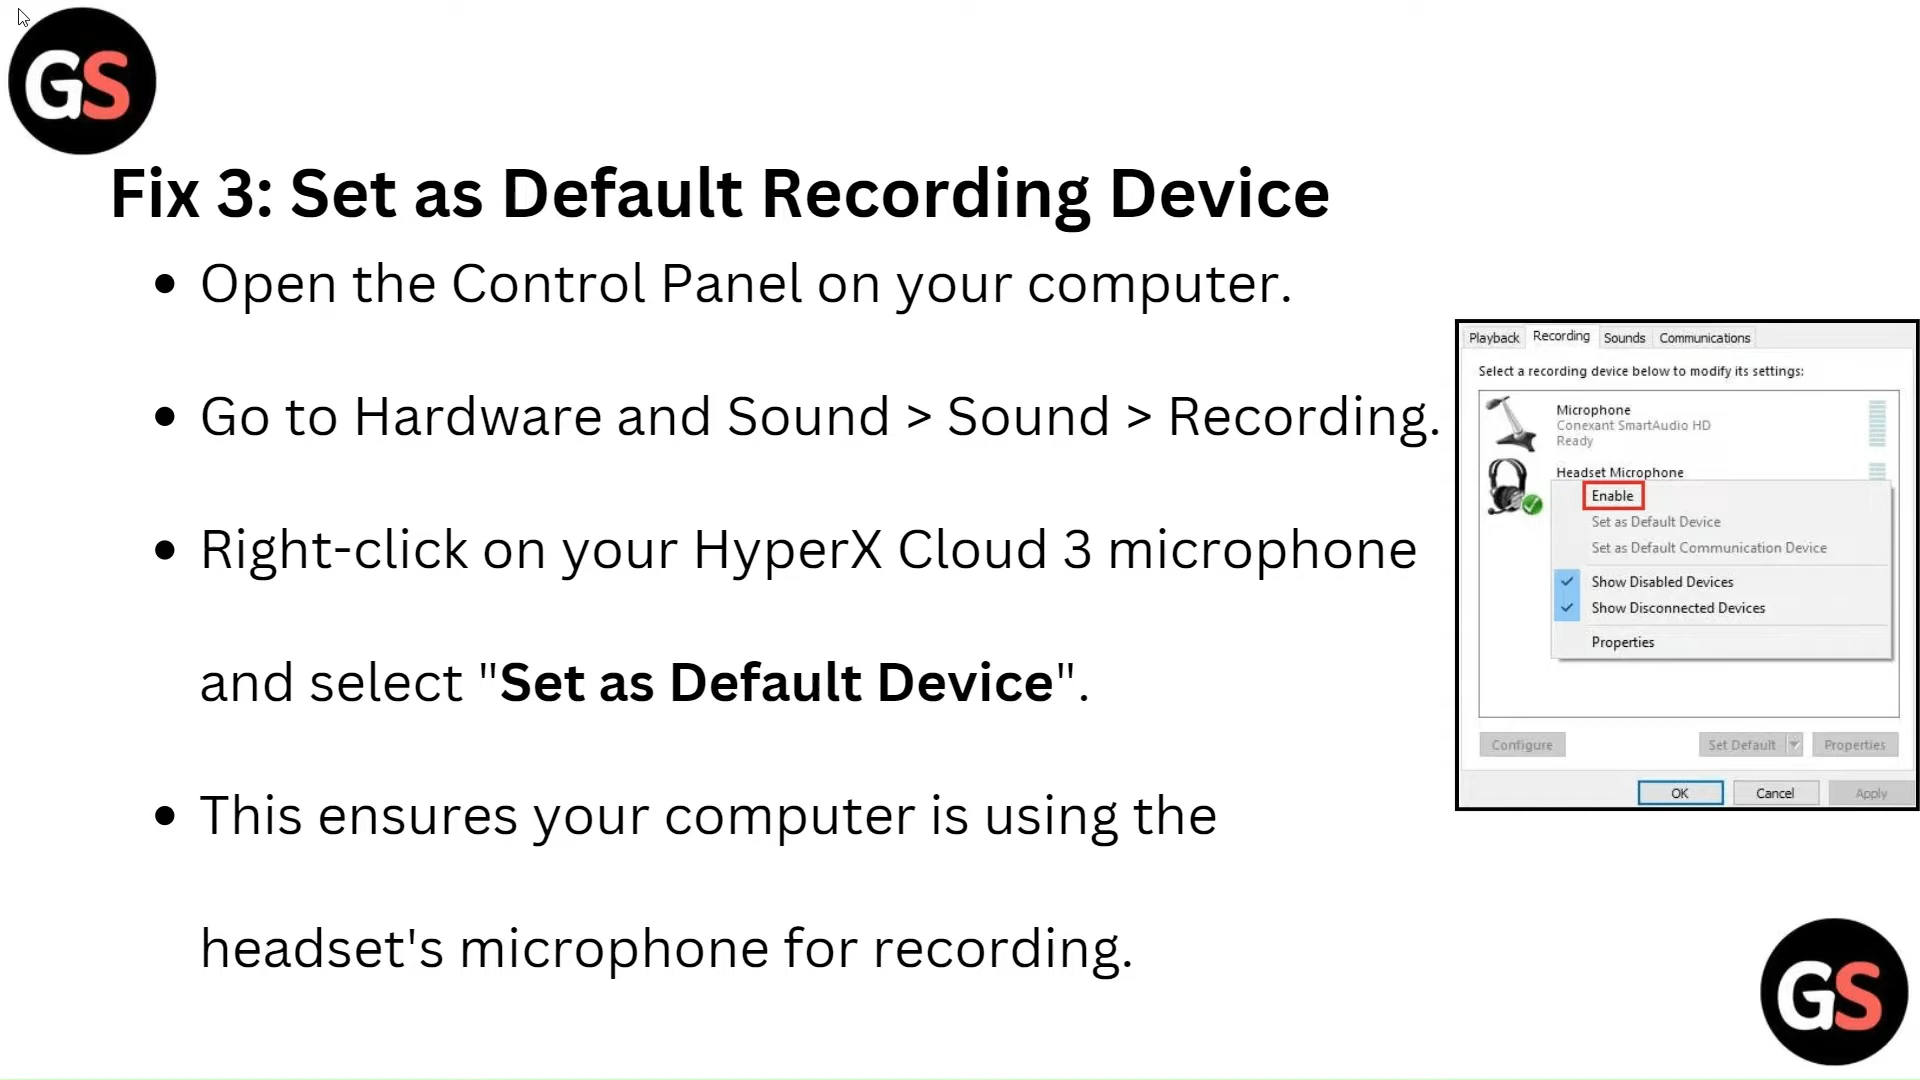 GS
Fix 3: Set as Default Recording Device
• Open the Control Panel on your computer.
• Go to Hardware and Sound > Sound > Recording.
• Right-click on your HyperX Cloud 3 microphone
and select "Set as Default Device".
• This ensures your computer is using the
headset's microphone for recording.
Playback Recording Sounds Communications
Select a recording device below to modify its settings:
Microphone
Conexant SmartAudio HD
Ready
Headset Microphone
Enable
Set as Default Device
Set as Default Communication Device
Show Disabled Devices
Show Disconnected Devices
Properties
Configure Set Default Properties
OK Cancel Apply
GS